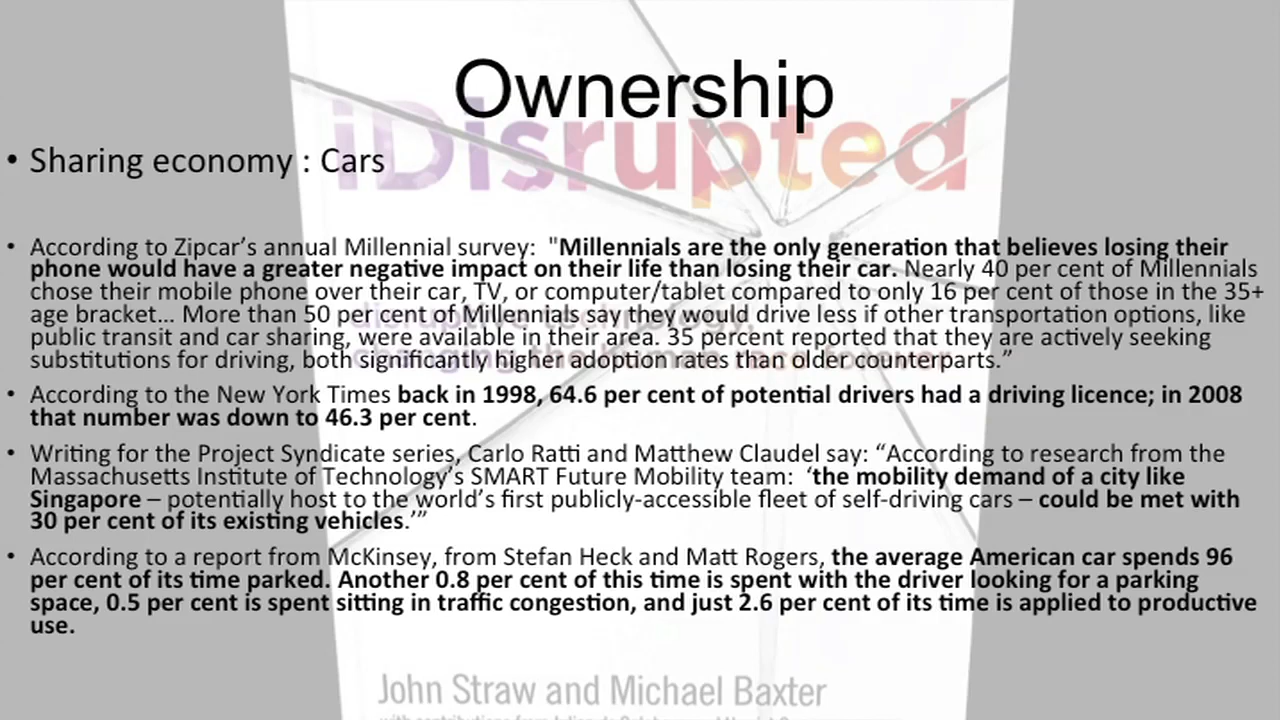 Ownership
iDisrupted
• Sharing economy : Cars
• According to Zipcar’s annual Millennial survey:  "Millennials are the only generation that believes losing their
phone would have a greater negative impact on their life than losing their car. Nearly 40 per cent of Millennials
chose their mobile phone over their car, TV, or computer/tablet compared to only 16 per cent of those in the 35+
age bracket... More than 50 per cent of Millennials say they would drive less if other transportation options, like
public transit and car sharing, were available in their area. 35 percent reported that they are actively seeking
substitutions for driving, both significantly higher adoption rates than older counterparts.”
disruptive technology,
changing the human race forever
• According to the New York Times back in 1998, 64.6 per cent of potential drivers had a driving licence; in 2008
that number was down to 46.3 per cent.
• Writing for the Project Syndicate series, Carlo Ratti and Matthew Claudel say: “According to research from the
Massachusetts Institute of Technology’s SMART Future Mobility team:  ‘the mobility demand of a city like
Singapore – potentially host to the world’s first publicly-accessible fleet of self-driving cars – could be met with
30 per cent of its existing vehicles.’”
• According to a report from McKinsey, from Stefan Heck and Matt Rogers, the average American car spends 96
per cent of its time parked. Another 0.8 per cent of this time is spent with the driver looking for a parking
space, 0.5 per cent is spent sitting in traffic congestion, and just 2.6 per cent of its time is applied to productive
use.
John Straw and Michael Baxter